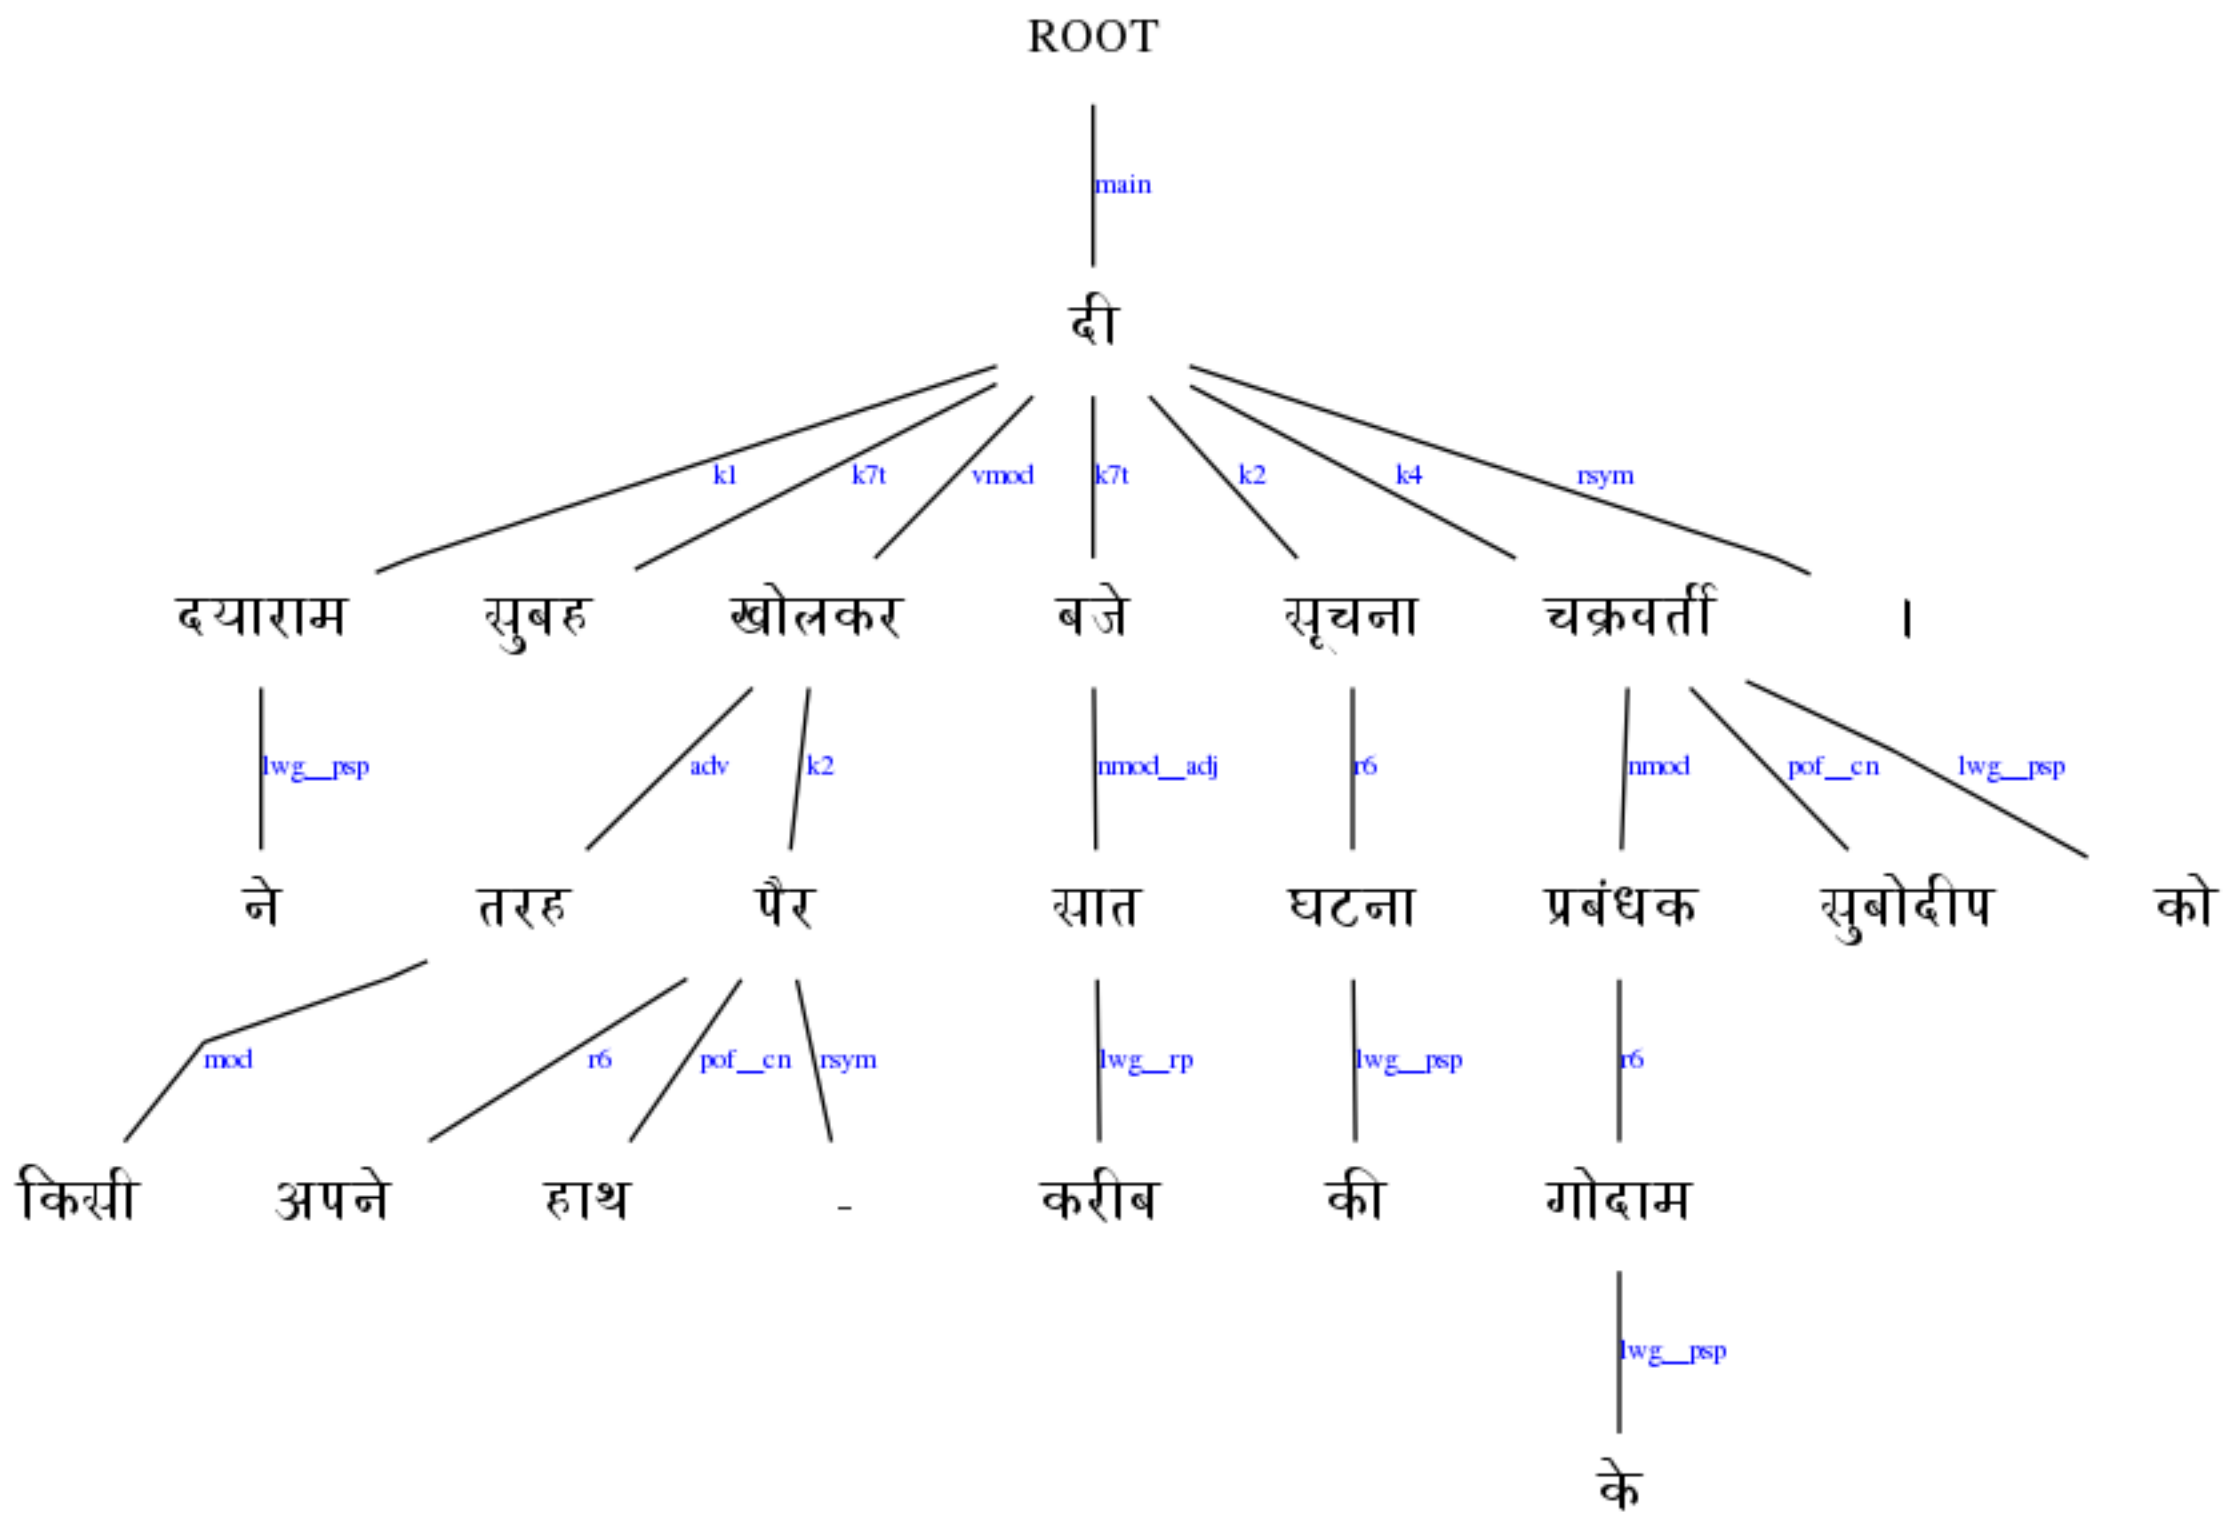 ROOT
main
दी
k1 k7t vmod k7t k2 k4 rsym
दयाराम सुबह खोलकर बजे सूचना चक्रवर्ती ।
lwg__psp adv k2 nmod__adj r6 nmod pof__cn lwg__psp
ने तरह पैर सात घटना प्रबंधक सुबोदीप को
mod r6 pof__cn rsym lwg__rp lwg__psp r6
किसी अपने हाथ - करीब की गोदाम
lwg__psp
के